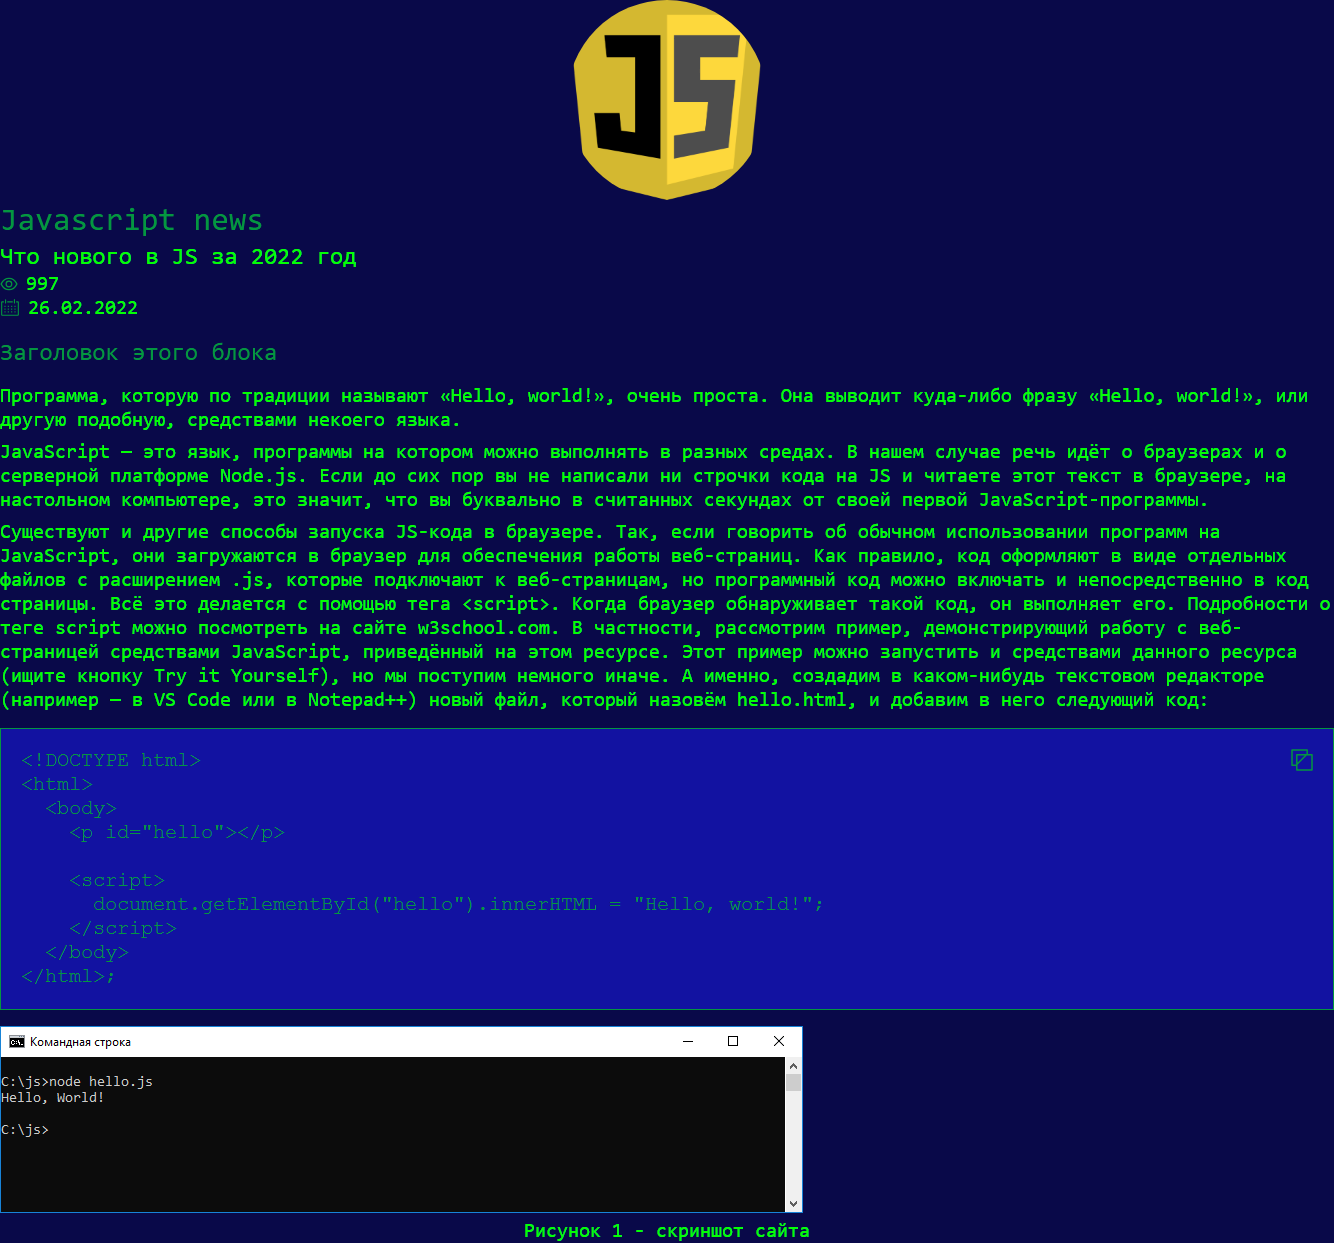 JS
Javascript news
Что нового в JS за 2022 год
997
26.02.2022
Заголовок этого блока
Программа, которую по традиции называют «Hello, world!», очень проста. Она выводит куда-либо фразу «Hello, world!», или
другую подобную, средствами некоего языка.
JavaScript — это язык, программы на котором можно выполнять в разных средах. В нашем случае речь идёт о браузерах и о
серверной платформе Node.js. Если до сих пор вы не написали ни строчки кода на JS и читаете этот текст в браузере, на
настольном компьютере, это значит, что вы буквально в считанных секундах от своей первой JavaScript-программы.
Существуют и другие способы запуска JS-кода в браузере. Так, если говорить об обычном использовании программ на
JavaScript, они загружаются в браузер для обеспечения работы веб-страниц. Как правило, код оформляют в виде отдельных
файлов с расширением .js, которые подключают к веб-страницам, но программный код можно включать и непосредственно в код
страницы. Всё это делается с помощью тега <script>. Когда браузер обнаруживает такой код, он выполняет его. Подробности о
теге script можно посмотреть на сайте w3school.com. В частности, рассмотрим пример, демонстрирующий работу с веб-
страницей средствами JavaScript, приведённый на этом ресурсе. Этот пример можно запустить и средствами данного ресурса
(ищите кнопку Try it Yourself), но мы поступим немного иначе. А именно, создадим в каком-нибудь текстовом редакторе
(например — в VS Code или в Notepad++) новый файл, который назовём hello.html, и добавим в него следующий код:
<!DOCTYPE html>
<html>
  <body>
    <p id="hello"></p>
    <script>
      document.getElementById("hello").innerHTML = "Hello, world!";
    </script>
  </body>
</html>;
Командная строка
C:\js>node hello.js
Hello, World!
C:\js>
Рисунок 1 - скриншот сайта